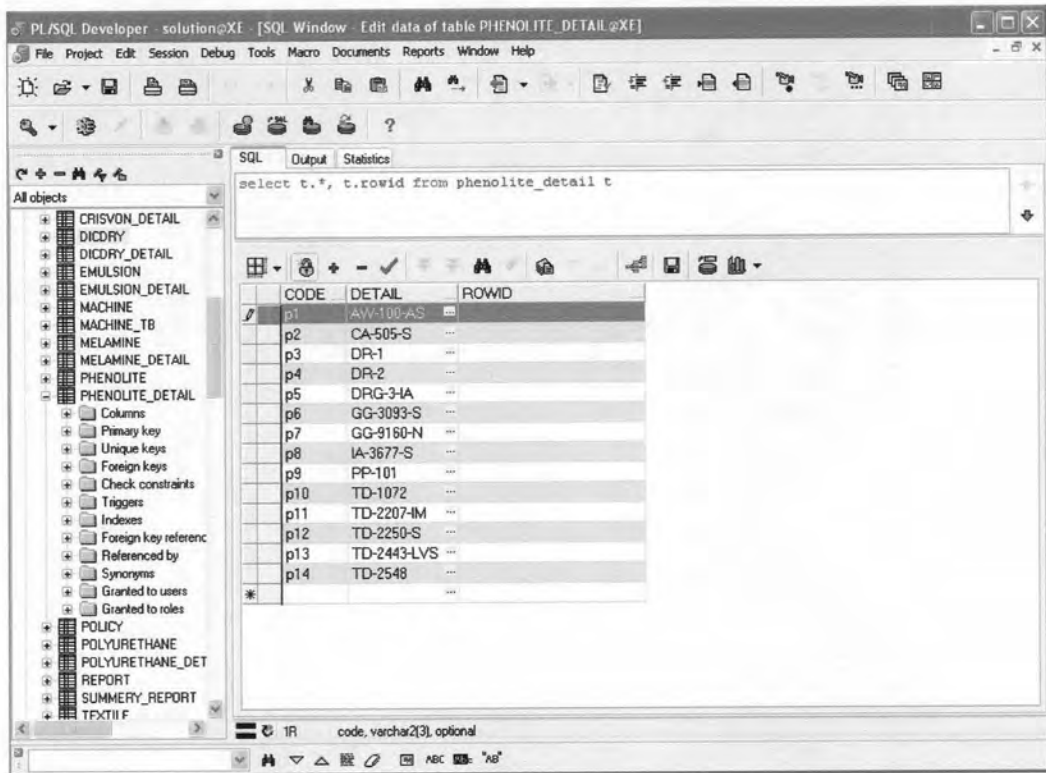 PL/SQL Developer - solution@XE - [SQL Window - Edit data of table PHENOLITE_DETAIL@XE]
File Project Edit Session Debug Tools Macro Documents Reports Window Help
SQL Output Statistics
select t.*, t.rowid from phenolite_detail t
All objects
CRISVON_DETAIL
DICDRY
DICDRY_DETAIL
EMULSION
EMULSION_DETAIL
MACHINE
MACHINE_TB
MELAMINE
MELAMINE_DETAIL
PHENOLITE
PHENOLITE_DETAIL
Columns
Primary key
Unique keys
Foreign keys
Check constraints
Triggers
Indexes
Foreign key referenc
Referenced by
Synonyms
Granted to users
Granted to roles
POLICY
POLYURETHANE
POLYURETHANE_DET
REPORT
SUMMERY_REPORT
TEXTILE
CODE DETAIL ROWID
p1 AW-100-AS
p2 CA-505-S
p3 DR-1
p4 DR-2
p5 DRG-3-IA
p6 GG-3093-S
p7 GG-9160-N
p8 IA-3677-S
p9 PP-101
p10 TD-1072
p11 TD-2207-IM
p12 TD-2250-S
p13 TD-2443-LVS
p14 TD-2548
1R code, varchar2(3), optional
ABC "AB"